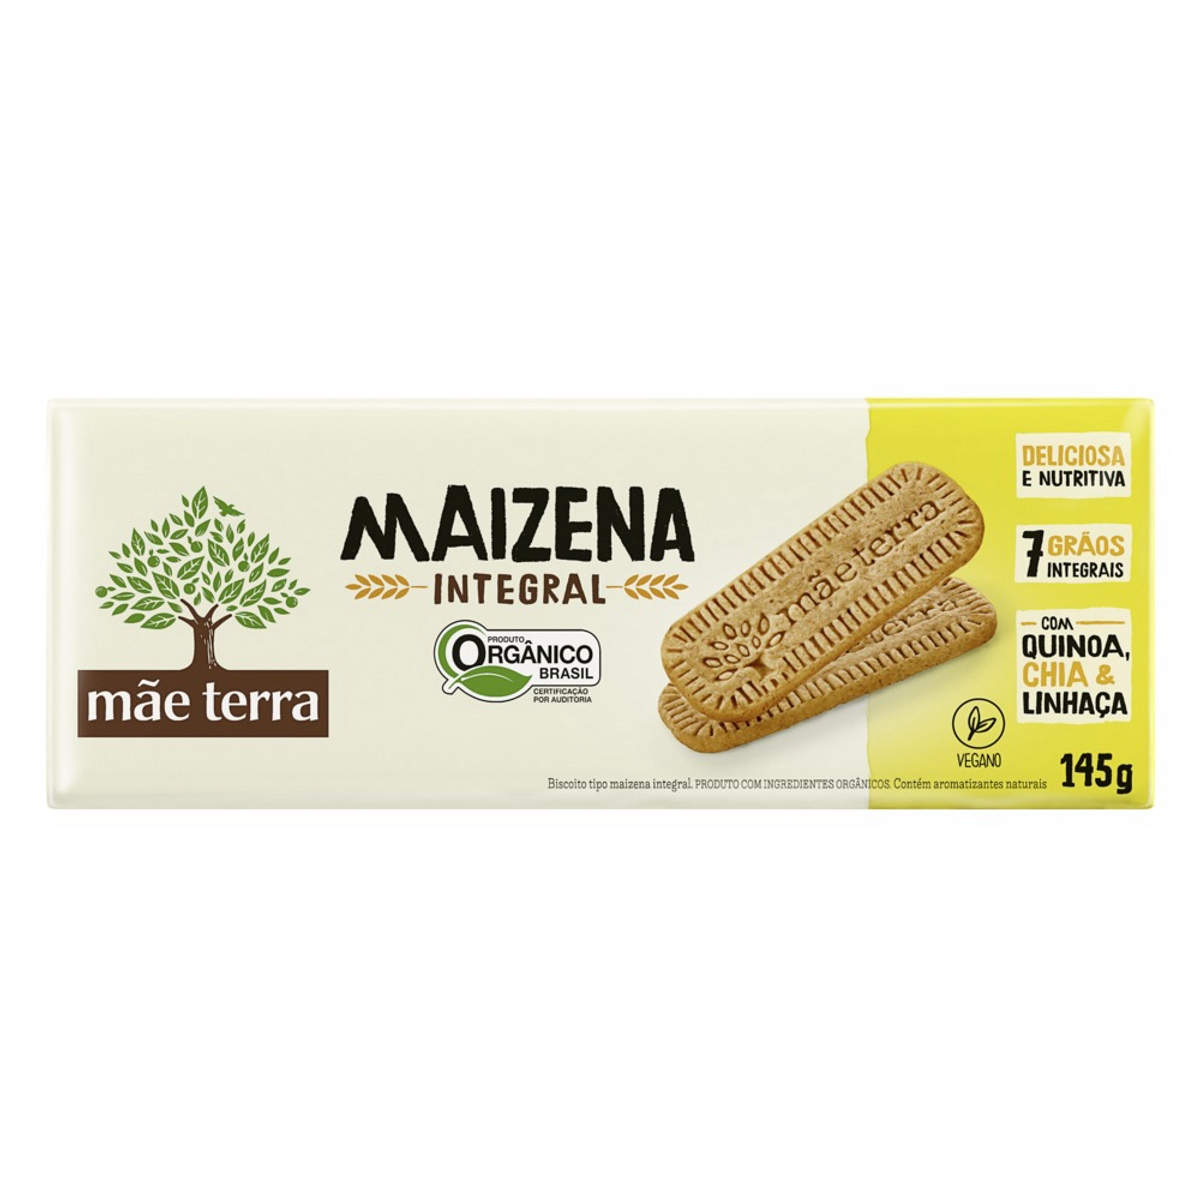 mãe terra
MAIZENA
INTEGRAL
PRODUTO
ORGÂNICO
BRASIL
CERTIFICAÇÃO
POR AUDITORIA
mãe terra
terra
DELICIOSA
E NUTRITIVA
7 GRÃOS
INTEGRAIS
COM
QUINOA,
CHIA &
LINHAÇA
VEGANO
145g
Biscoito tipo maizena integral. PRODUTO COM INGREDIENTES ORGÂNICOS. Contém aromatizantes naturais